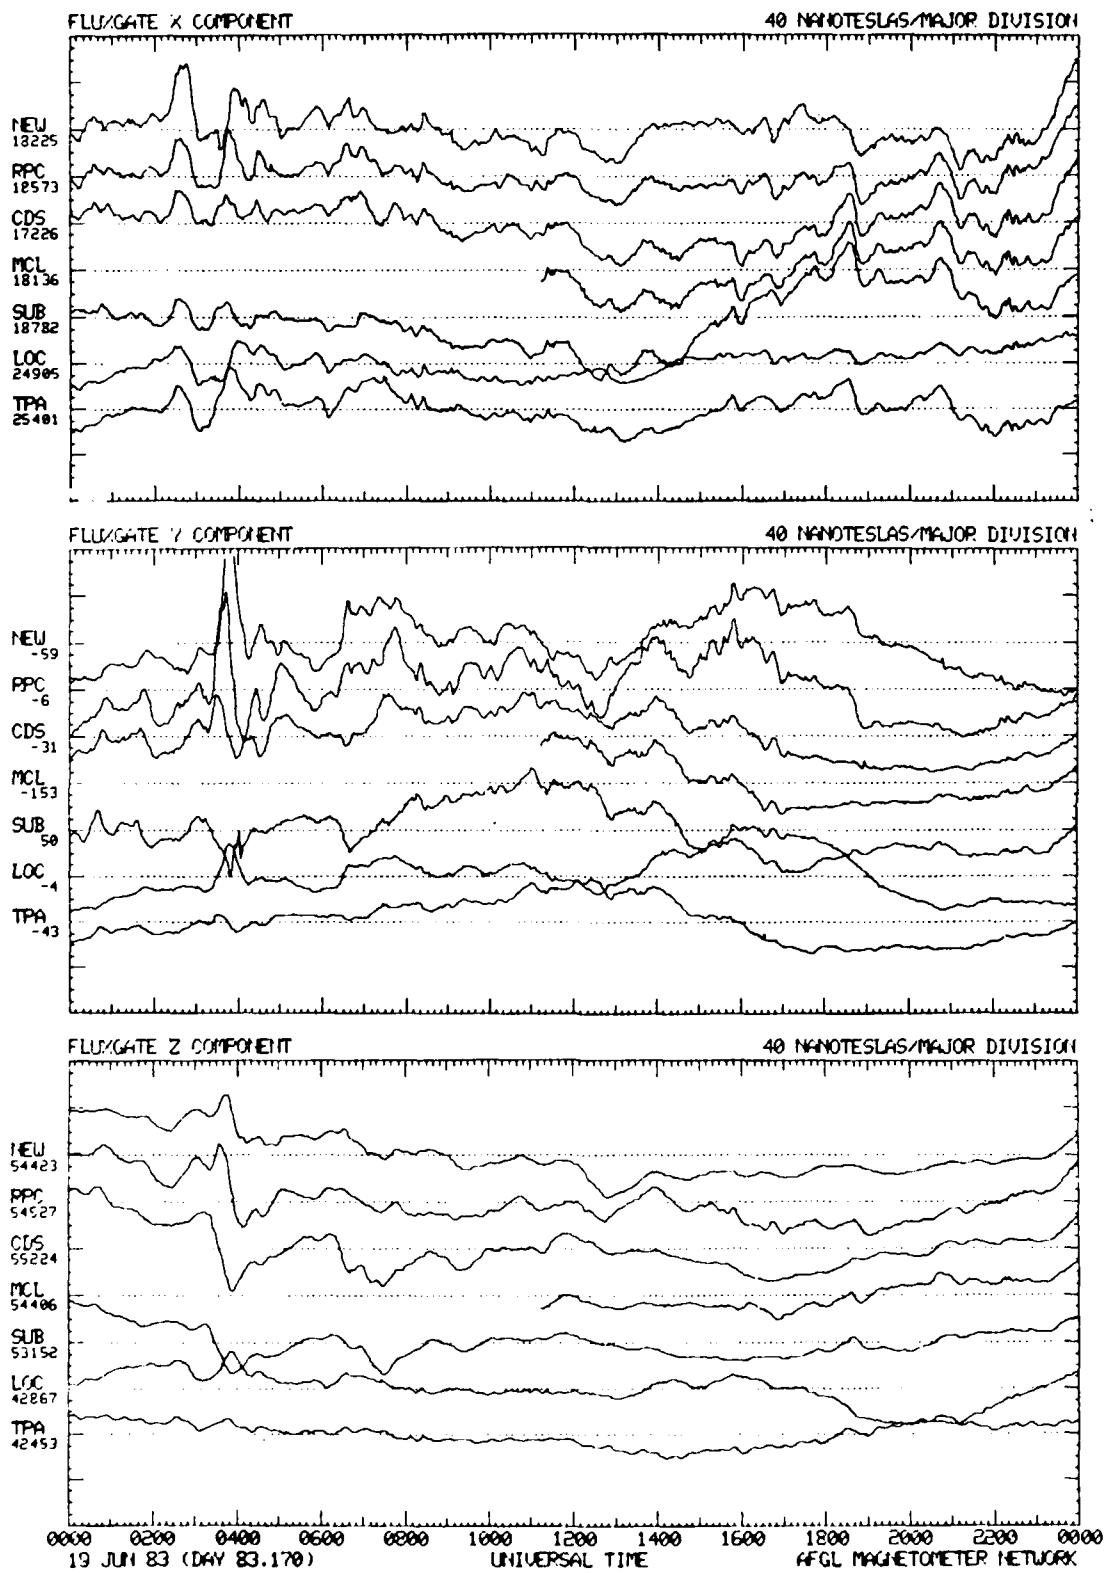 FLUXGATE X COMPONENT 40 NANOTESLAS/MAJOR DIVISION
NEW
18225
RPC
18573
CDS
17226
MCL
18136
SUB
18782
LOC
24905
TPA
25401
FLUXGATE Y COMPONENT 40 NANOTESLAS/MAJOR DIVISION
NEW
-59
RPC
-6
CDS
-31
MCL
-153
SUB
50
LOC
-4
TPA
-43
FLUXGATE Z COMPONENT 40 NANOTESLAS/MAJOR DIVISION
NEW
54423
RPC
54527
CDS
55224
MCL
54406
SUB
53152
LOC
42867
TPA
42453
0000 0200 0400 0600 0800 1000 1200 1400 1600 1800 2000 2200 0000
19 JUN 83 (DAY 83.170) UNIVERSAL TIME AFGL MAGNETOMETER NETWORK